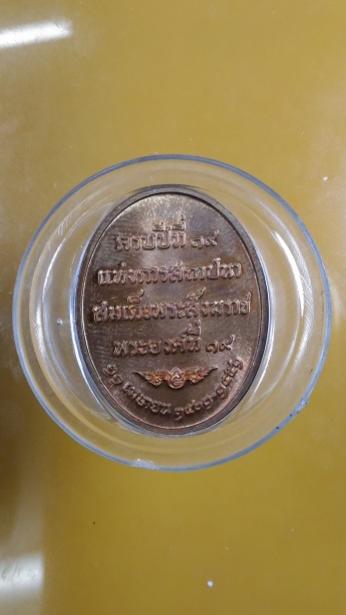 ครบปีที่ ๑๙
แห่งการสถาปนา
สมเด็จพระสังฆราช
พระองค์ที่ ๑๙
๒๑ เมษายน ๒๕๓๒-๒๕๕๑